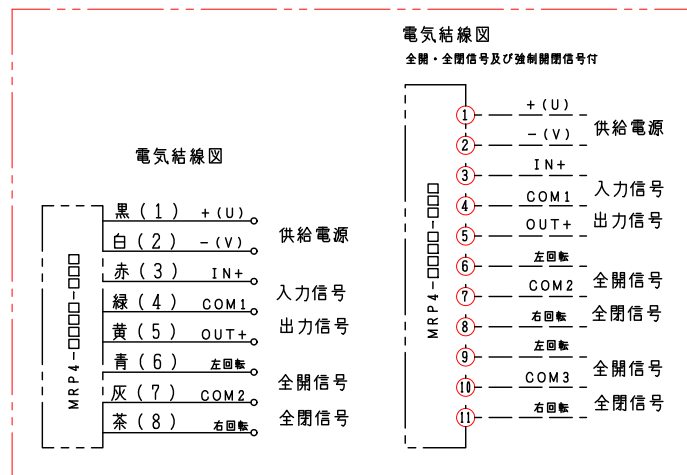 電気結線図
MRP4-□□□□-□□□
黒(1) +(U)
白(2) -(V)
供給電源
赤(3) IN+
緑(4) COM1
入力信号
黄(5) OUT+
出力信号
青(6) 左回転
灰(7) COM2
全開信号
茶(8) 右回転
全閉信号
電気結線図
全開・全閉信号及び強制開閉信号付
MRP4-□□□□-□□□
① +(U)
② -(V)
供給電源
③ IN+
④ COM1
入力信号
⑤ OUT+
出力信号
⑥ 左回転
⑦ COM2
全開信号
⑧ 右回転
全閉信号
⑨ 左回転
⑩ COM3
全開信号
⑪ 右回転
全閉信号